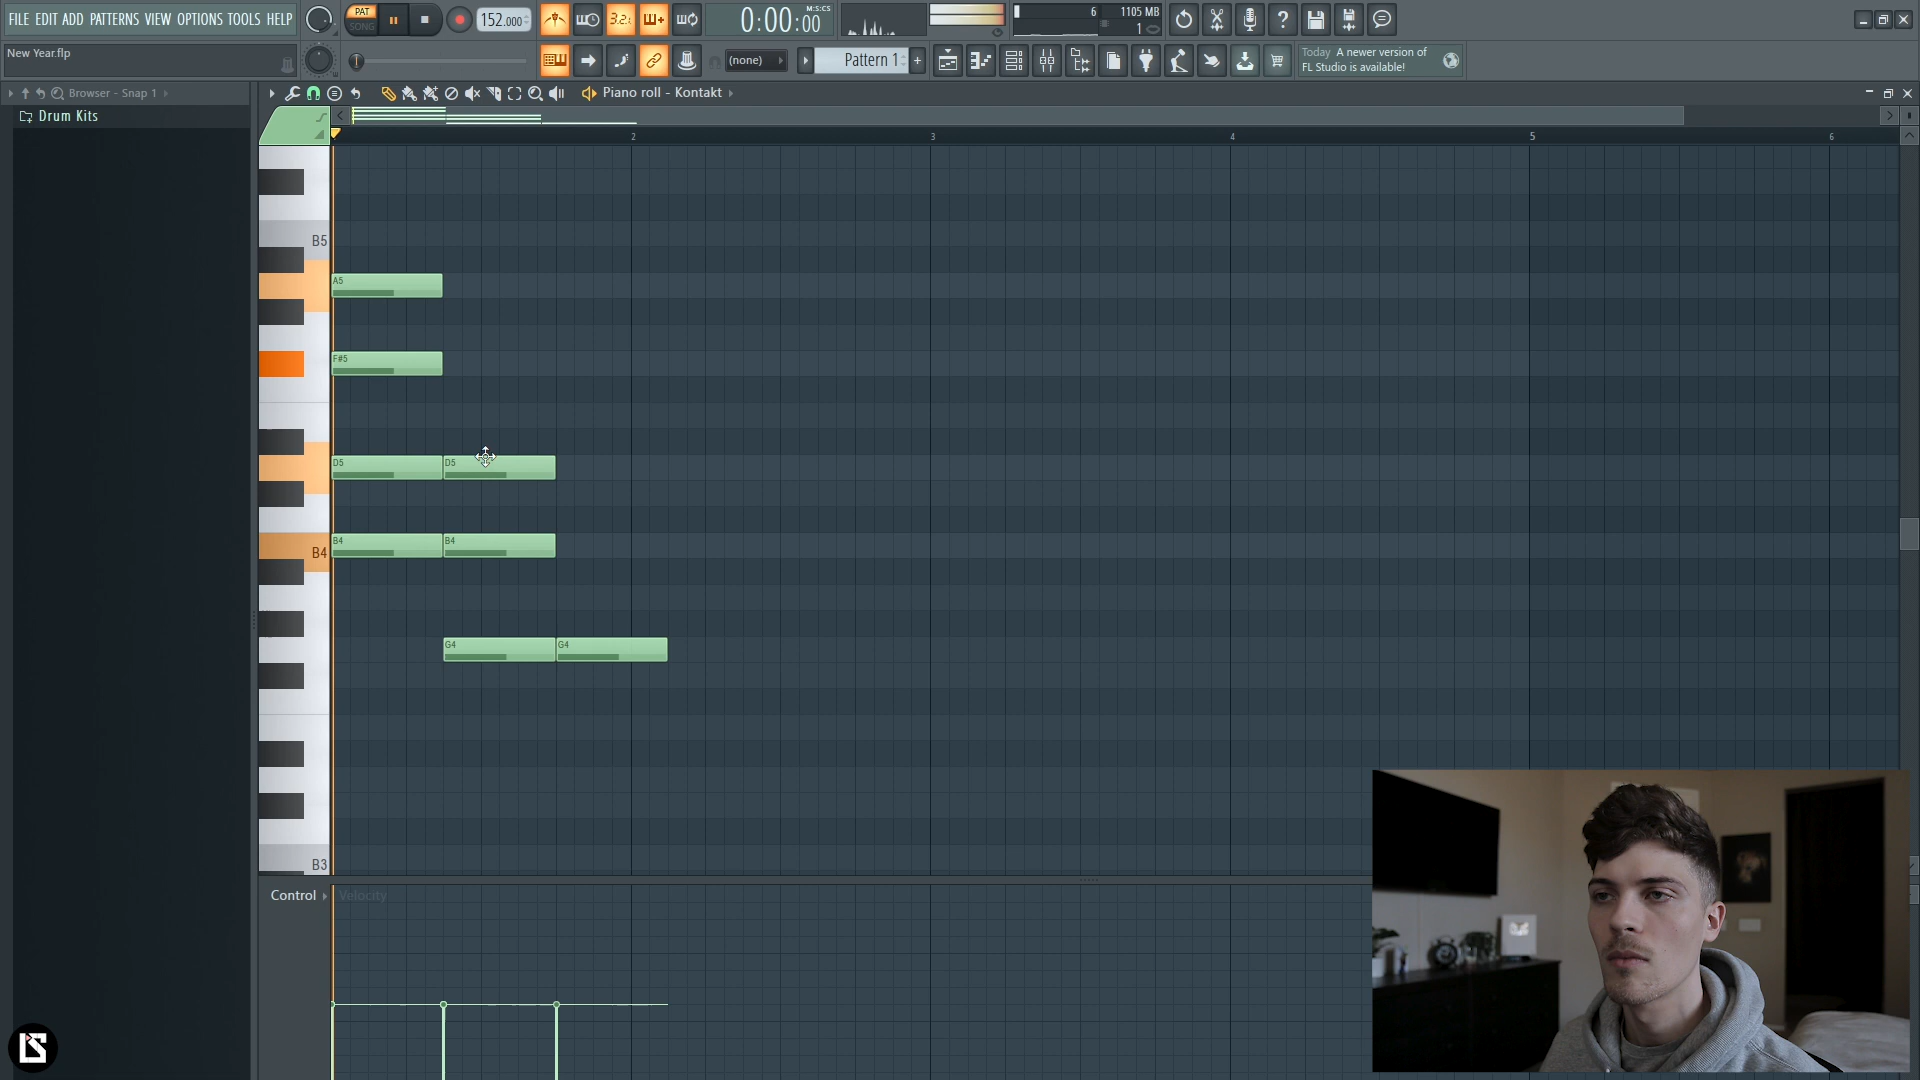 FILE EDIT ADD PATTERNS VIEW OPTIONS TOOLS HELP
PAT
SONG
152.000
3.2.
0:00:00
M:S:CS
6
1105 MB
1
New Year.flp
(none)
Pattern 1
+
Today A newer version of
FL Studio is available!
Browser - Snap 1
Piano roll - Kontakt
Drum Kits
2
3
4
5
6
B5
A5
F#5
D5
D5
B4
B4
B4
G4
G4
B3
Control
Velocity
LS